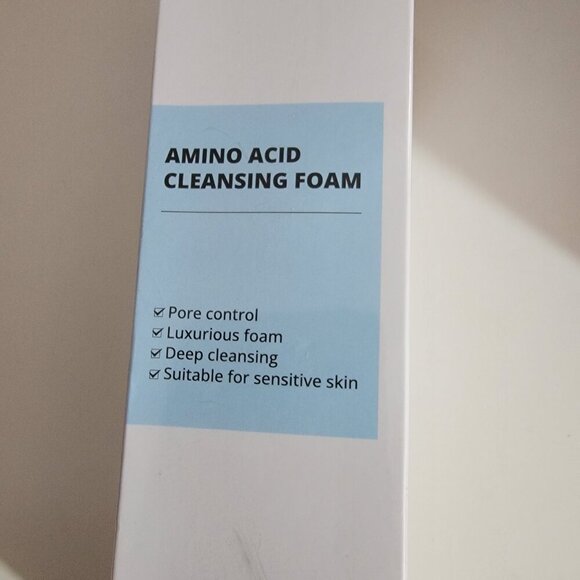 AMINO ACID
CLEANSING FOAM
☑ Pore control
☑ Luxurious foam
☑ Deep cleansing
☑ Suitable for sensitive skin